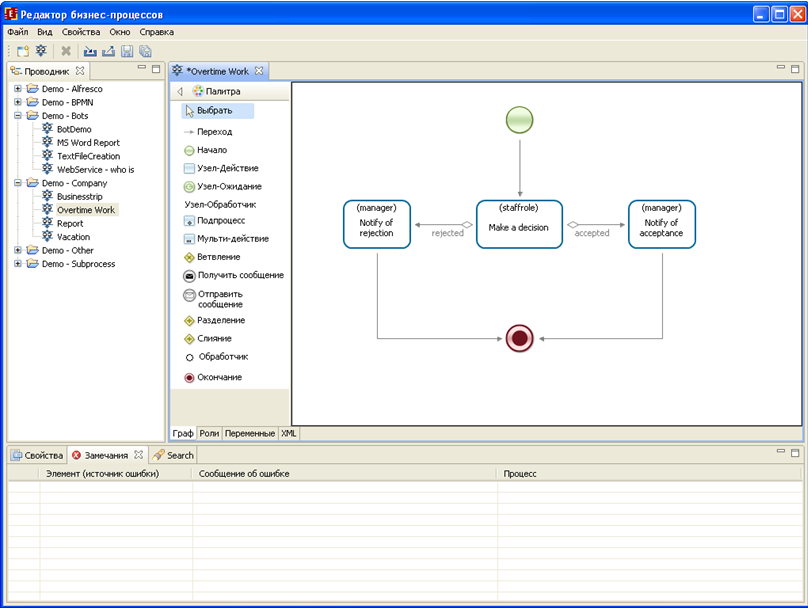 Редактор бизнес-процессов
Файл Вид Свойства Окно Справка
Проводник
Demo - Alfresco
Demo - BPMN
Demo - Bots
BotDemo
MS Word Report
TextFileCreation
WebService - who is
Demo - Company
Businesstrip
Overtime Work
Report
Vacation
Demo - Other
Demo - Subprocess
*Overtime Work
Палитра
Выбрать
Переход
Начало
Узел-Действие
Узел-Ожидание
Узел-Обработчик
Подпроцесс
Мульти-действие
Ветвление
Получить сообщение
Отправить
сообщение
Разделение
Слияние
Обработчик
Окончание
(manager)
Notify of
rejection
rejected
(staffrole)
Make a decision
accepted
(manager)
Notify of
acceptance
Граф Роли Переменные XML
Свойства Замечания Search
Элемент (источник ошибки) Сообщение об ошибке Процесс